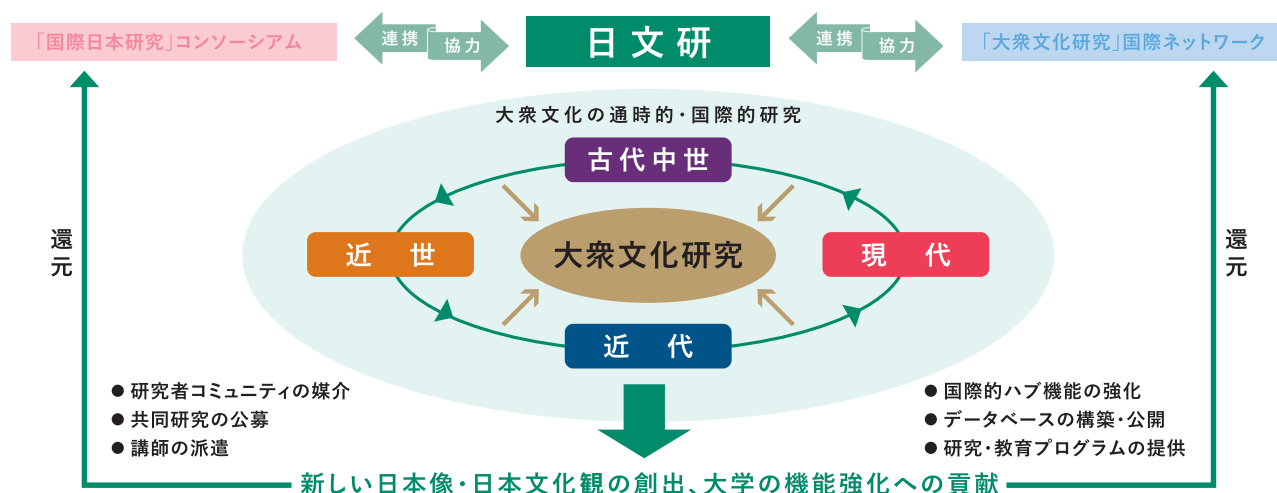 「国際日本研究」コンソーシアム
連携
協力
日文研
連携
協力
「大衆文化研究」国際ネットワーク
大衆文化の通時的・国際的研究
古代中世
近世
大衆文化研究
現代
近代
還元
還元
● 研究者コミュニティの媒介
● 共同研究の公募
● 講師の派遣
● 国際的ハブ機能の強化
● データベースの構築・公開
● 研究・教育プログラムの提供
新しい日本像・日本文化観の創出、大学の機能強化への貢献